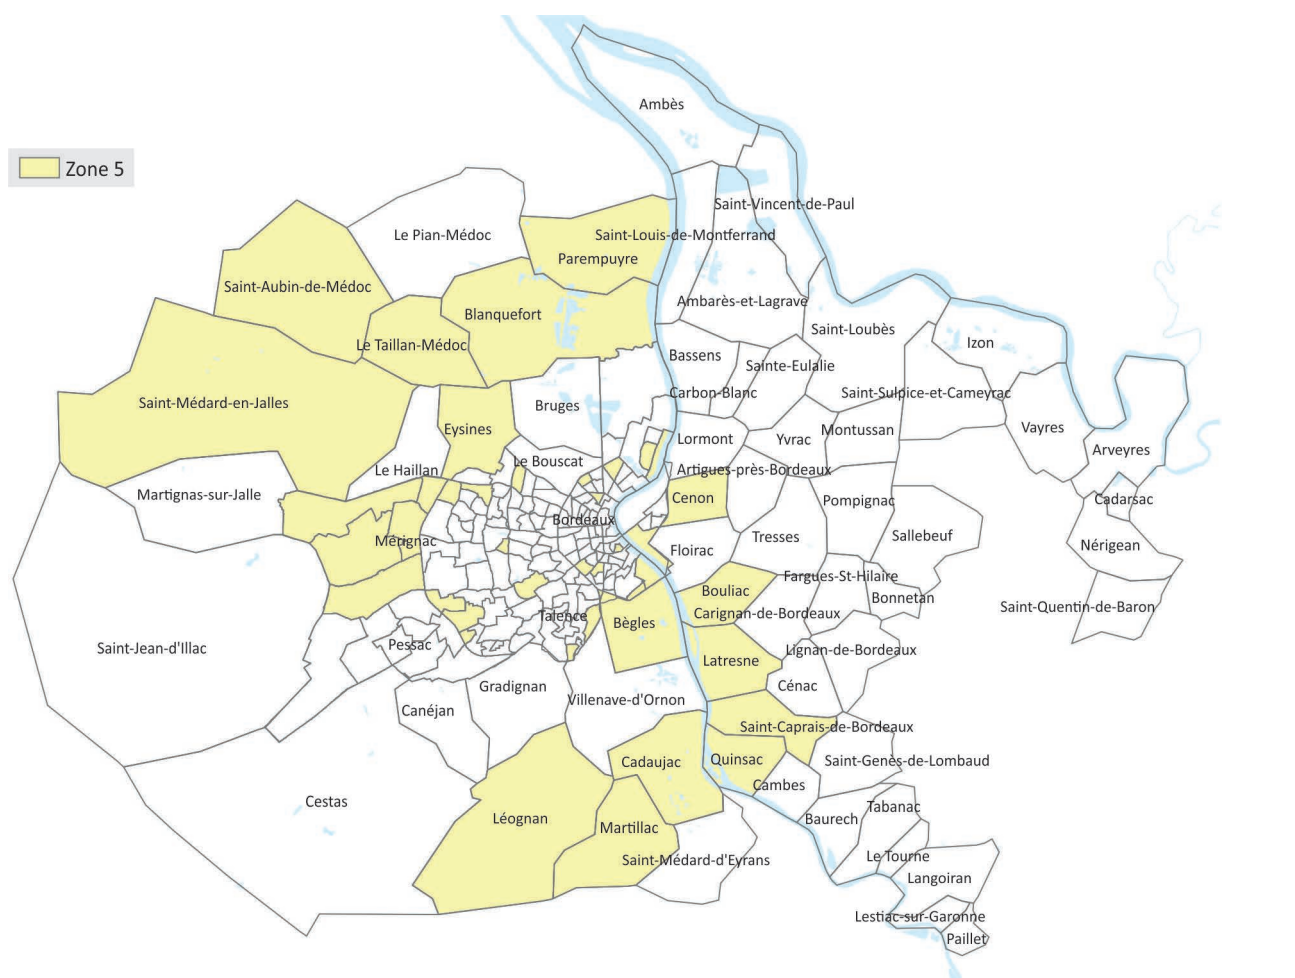 Ambès
Zone 5
Saint-Vincent-de-Paul
Le Pian-Médoc
Saint-Louis-de-Montferrand
Parempuyre
Saint-Aubin-de-Médoc
Ambarès-et-Lagrave
Blanquefort
Saint-Loubès
Le Taillan-Médoc
Izon
Bassens
Sainte-Eulalie
Carbon-Blanc
Saint-Sulpice-et-Cameyrac
Saint-Médard-en-Jalles
Bruges
Eysines
Vayres
Montussan
Lormont
Yvrac
Arveyres
Le Bouscat
Le Haillan
Artigues-près-Bordeaux
Martignas-sur-Jalle
Cenon
Pompignac
Cadarsac
Bordeaux
Mérignac
Tresses
Sallebeuf
Nérigean
Floirac
Fargues-St-Hilaire
Bouliac
Bonnetan
Saint-Quentin-de-Baron
Carignan-de-Bordeaux
Talence
Bègles
Pessac
Saint-Jean-d'Illac
Lignan-de-Bordeaux
Latresne
Gradignan
Cénac
Villenave-d'Ornon
Canéjan
Saint-Caprais-de-Bordeaux
Cadaujac
Quinsac
Saint-Genès-de-Lombaud
Cambes
Cestas
Tabanac
Léognan
Baurech
Martillac
Le Tourne
Saint-Médard-d'Eyrans
Langoiran
Lestiac-sur-Garonne
Paillet